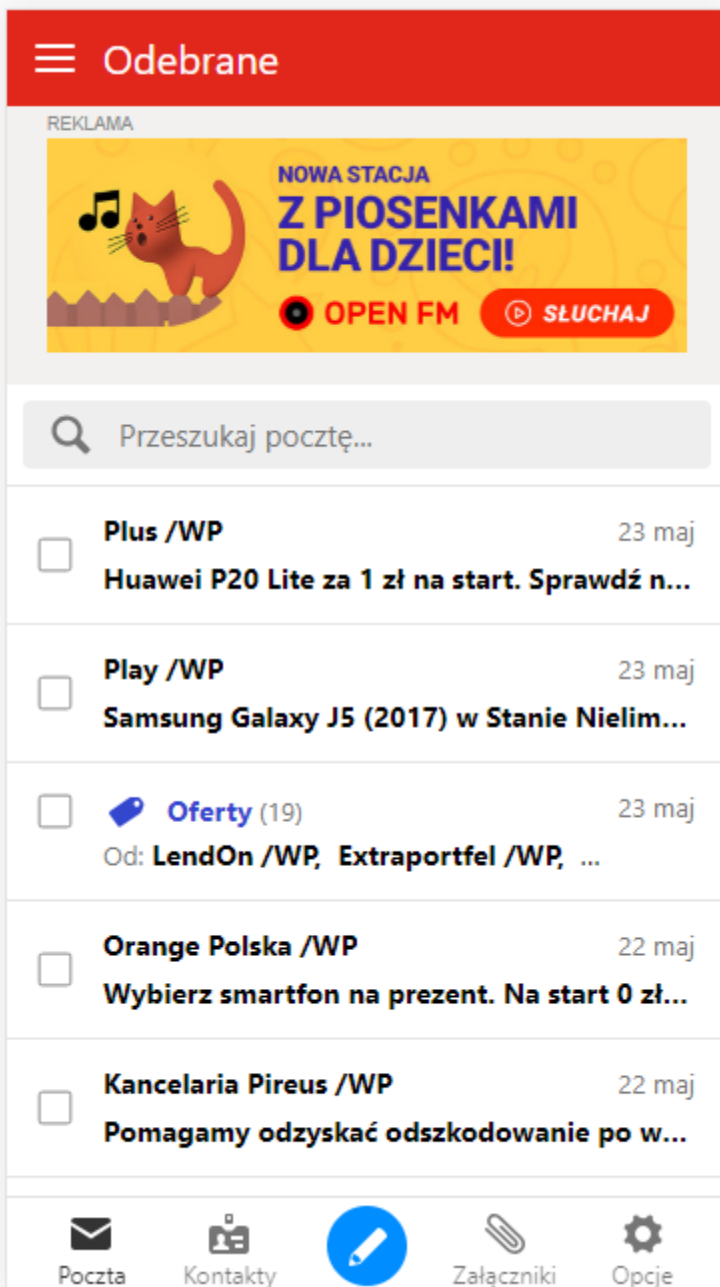 Odebrane
REKLAMA
NOWA STACJA
Z PIOSENKAMI
DLA DZIECI!
OPEN FM
SŁUCHAJ
Przeszukaj pocztę...
Plus /WP 23 maj
Huawei P20 Lite za 1 zł na start. Sprawdź n...
Play /WP 23 maj
Samsung Galaxy J5 (2017) w Stanie Nielim...
Oferty (19) 23 maj
Od: LendOn /WP, Extraportfel /WP, ...
Orange Polska /WP 22 maj
Wybierz smartfon na prezent. Na start 0 zł...
Kancelaria Pireus /WP 22 maj
Pomagamy odzyskać odszkodowanie po w...
Poczta Kontakty Załączniki Opcje